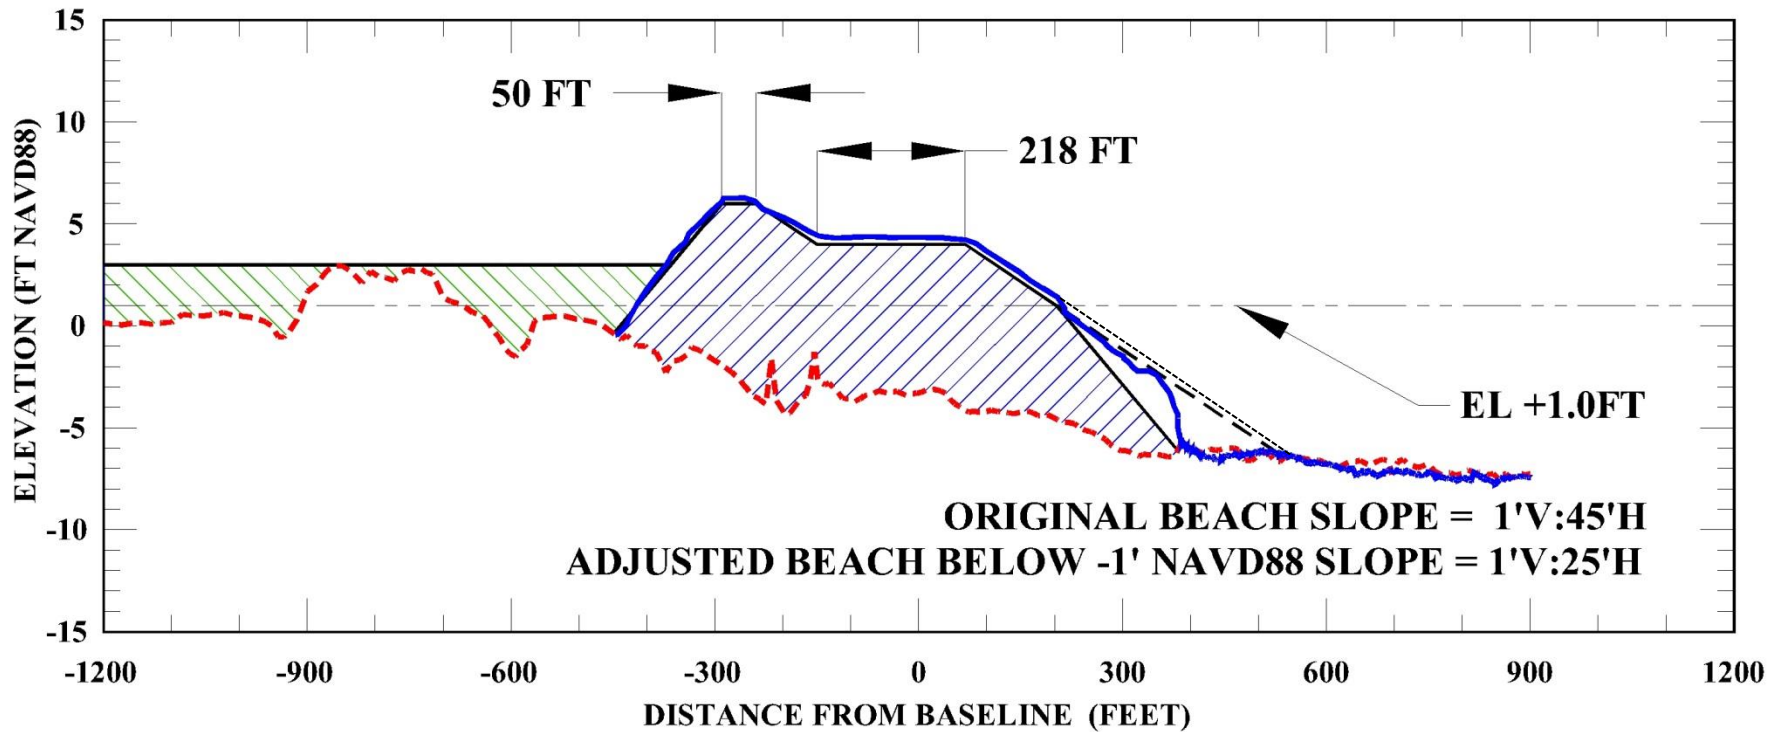 15
50 FT
10
218 FT
5
0
EL +1.0FT
-5
ORIGINAL BEACH SLOPE = 1'V:45'H
-10
ADJUSTED BEACH BELOW -1' NAVD88 SLOPE = 1'V:25'H
-15
ELEVATION (FT NAVD88)
-1200 -900 -600 -300 0 300 600 900 1200
DISTANCE FROM BASELINE (FEET)